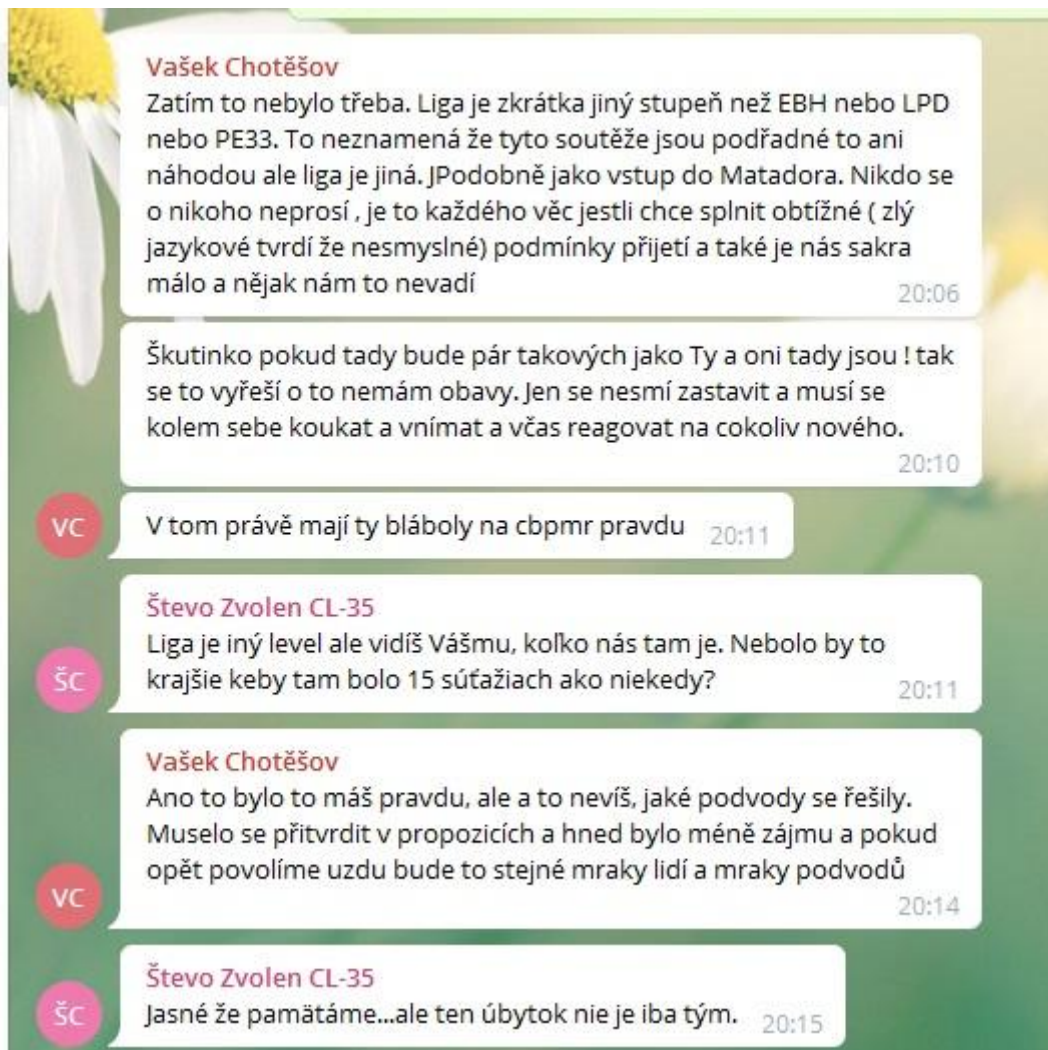 Vašek Chotěšov
Zatím to nebylo třeba. Liga je zkrátka jiný stupeň než EBH nebo LPD
nebo PE33. To neznamená že tyto soutěže jsou podřadné to ani
náhodou ale liga je jiná. JPodobně jako vstup do Matadora. Nikdo se
o nikoho neprosí , je to každého věc jestli chce splnit obtížné ( zlý
jazykové tvrdí že nesmyslné) podmínky přijetí a také je nás sakra
málo a nějak nám to nevadí
20:06
Škutinko pokud tady bude pár takových jako Ty a oni tady jsou ! tak
se to vyřeší o to nemám obavy. Jen se nesmí zastavit a musí se
kolem sebe koukat a vnímat a včas reagovat na cokoliv nového.
20:10
VC
V tom právě mají ty bláboly na cbpmr pravdu 20:11
Števo Zvolen CL-35
Liga je iný level ale vidíš Vášmu, koľko nás tam je. Nebolo by to
ŠC
krajšie keby tam bolo 15 súťažiach ako niekedy? 20:11
Vašek Chotěšov
Ano to bylo to máš pravdu, ale a to nevíš, jaké podvody se řešily.
Muselo se přitvrdit v propozicích a hned bylo méně zájmu a pokud
opět povolíme uzdu bude to stejné mraky lidí a mraky podvodů
VC
20:14
Števo Zvolen CL-35
ŠC
Jasné že pamätáme...ale ten úbytok nie je iba tým. 20:15